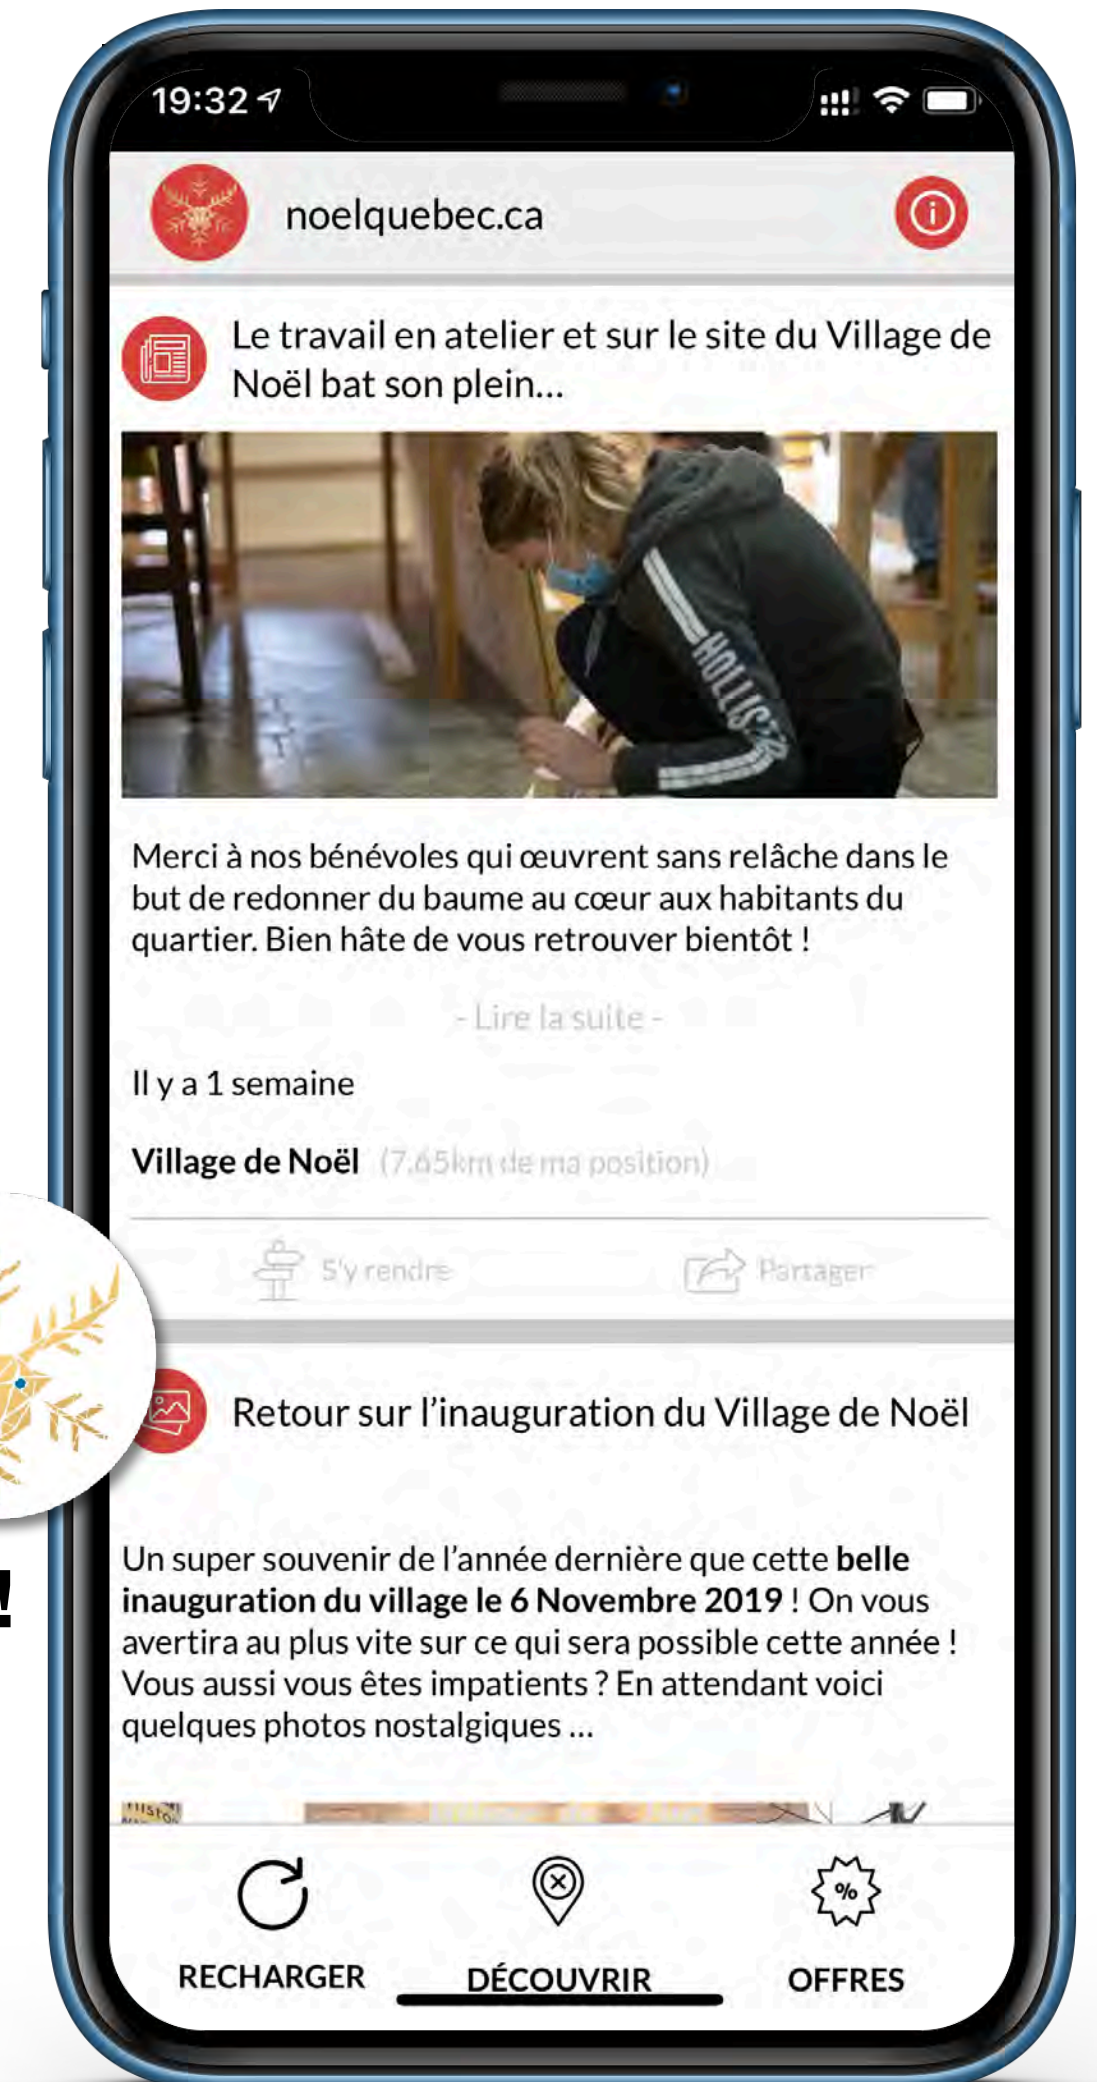 19:32
noelquebec.ca
Le travail en atelier et sur le site du Village de
Noël bat son plein...
Merci à nos bénévoles qui œuvrent sans relâche dans le
but de redonner du baume au cœur aux habitants du
quartier. Bien hâte de vous retrouver bientôt !
- Lire la suite -
Il y a 1 semaine
Village de Noël (7.65km de ma position)
S'y rendre Partager
Retour sur l'inauguration du Village de Noël
Un super souvenir de l'année dernière que cette belle
inauguration du village le 6 Novembre 2019 ! On vous
!
avertira au plus vite sur ce qui sera possible cette année !
Vous aussi vous êtes impatients ? En attendant voici
quelques photos nostalgiques ...
%
RECHARGER DÉCOUVRIR OFFRES